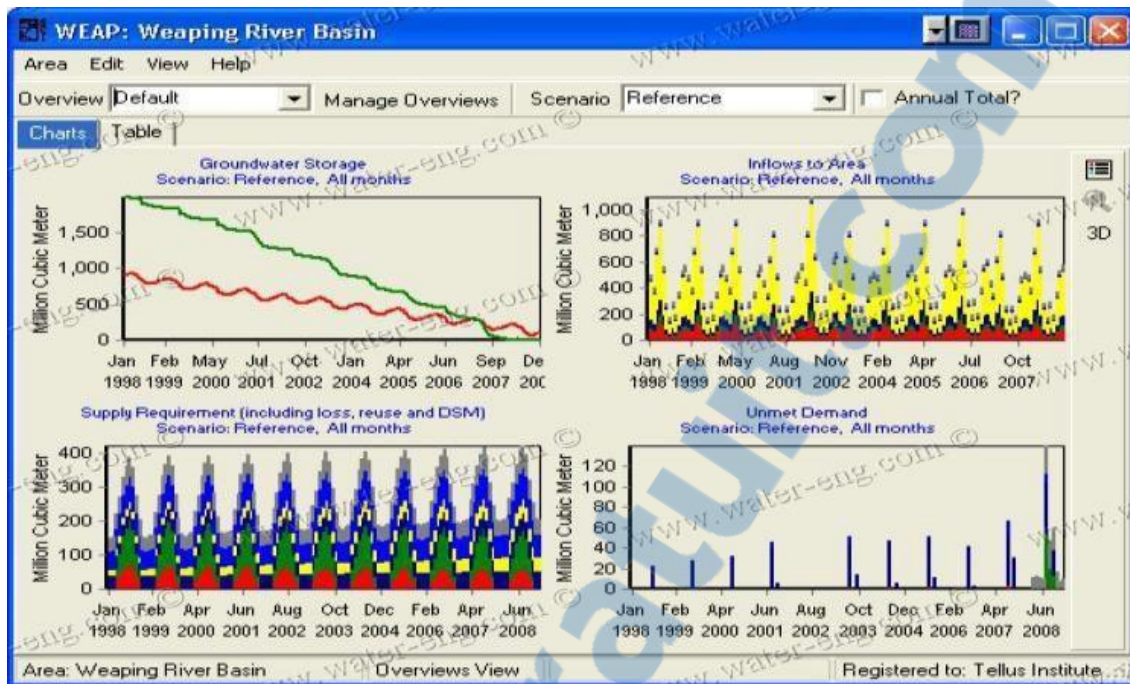 WEAP: Weaping River Basin
Area Edit View Help
Overview Default Manage Overviews Scenario Reference Annual Total?
Charts Table
Groundwater Storage
Scenario: Reference, All months
Million Cubic Meter
1,500
1,000
500
0
Jan Feb May Jul Oct Jan Apr Jun Sep De
1998 1999 2000 2001 2002 2004 2005 2006 2007 200
Inflows to Area
Scenario: Reference, All months
Million Cubic Meter
1,000
800
600
400
200
0
Jan Feb May Aug Nov Feb Apr Jul Oct
1998 1999 2000 2001 2002 2004 2005 2006 2007
3D
Supply Requirement (including loss, reuse and DSM)
Scenario: Reference, All months
Million Cubic Meter
400
300
200
100
0
Jan Feb Apr Jun Aug Oct Dec Feb Apr Jun
1998 1999 2000 2001 2002 2003 2004 2006 2007 2008
Unmet Demand
Scenario: Reference, All months
Million Cubic Meter
120
100
80
60
40
20
0
Jan Feb Apr Jun Aug Oct Dec Feb Apr Jun
1998 1999 2000 2001 2002 2003 2004 2006 2007 2008
Area: Weaping River Basin Overviews View Registered to: Tellus Institute
www.water-eng.com ©